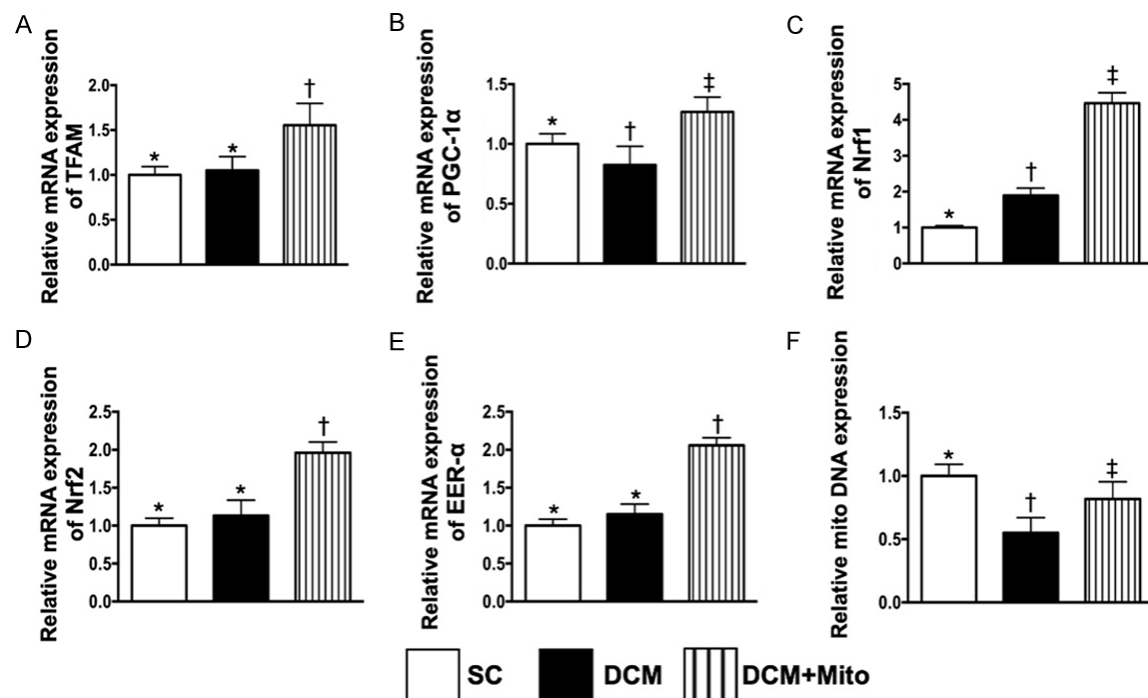 A
Relative mRNA expression
of TFAM
2.0
1.5
1.0
0.5
0.0
*
*
†
B
Relative mRNA expression
of PGC-1α
1.5
1.0
0.5
0.0
*
†
‡
C
Relative mRNA expression
of Nrf1
5
4
3
2
1
0
*
†
‡
D
Relative mRNA expression
of Nrf2
2.5
2.0
1.5
1.0
0.5
0.0
*
*
†
E
Relative mRNA expression
of EER-α
2.5
2.0
1.5
1.0
0.5
0.0
*
*
†
F
Relative mito DNA expression
1.5
1.0
0.5
0.0
*
†
‡
SC
DCM
DCM+Mito